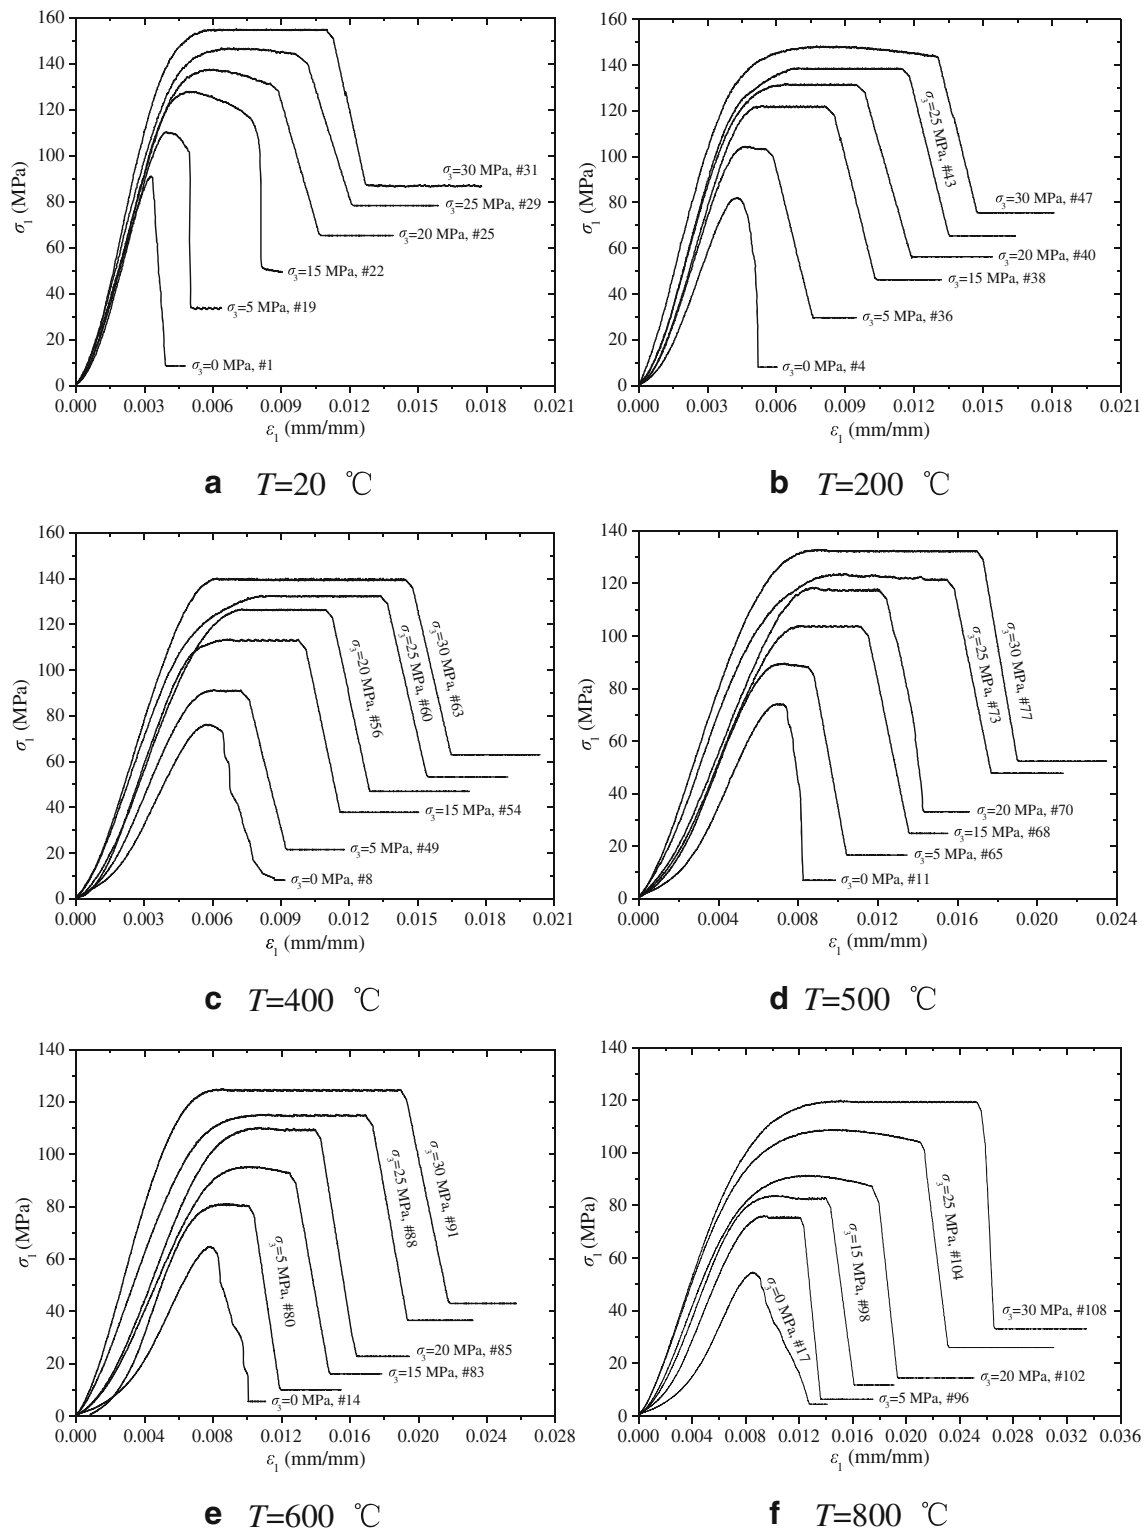 160
140
120
100
80
60
40
20
0
σ1 (MPa)
σ3=30 MPa, #31
σ3=25 MPa, #29
σ3=20 MPa, #25
σ3=15 MPa, #22
σ3=5 MPa, #19
σ3=0 MPa, #1
0.000 0.003 0.006 0.009 0.012 0.015 0.018 0.021
ε1 (mm/mm)
a T=20 ℃
160
140
120
100
80
60
40
20
0
σ1 (MPa)
σ3=25 MPa, #43
σ3=30 MPa, #47
σ3=20 MPa, #40
σ3=15 MPa, #38
σ3=5 MPa, #36
σ3=0 MPa, #4
0.000 0.003 0.006 0.009 0.012 0.015 0.018 0.021
ε1 (mm/mm)
b T=200 ℃
160
140
120
100
80
60
40
20
0
σ1 (MPa)
σ3=30 MPa, #63
σ3=25 MPa, #60
σ3=20 MPa, #56
σ3=15 MPa, #54
σ3=5 MPa, #49
σ3=0 MPa, #8
0.000 0.003 0.006 0.009 0.012 0.015 0.018 0.021
ε1 (mm/mm)
c T=400 ℃
140
120
100
80
60
40
20
0
σ1 (MPa)
σ3=30 MPa, #77
σ3=25 MPa, #73
σ3=20 MPa, #70
σ3=15 MPa, #68
σ3=5 MPa, #65
σ3=0 MPa, #11
0.000 0.004 0.008 0.012 0.016 0.020 0.024
ε1 (mm/mm)
d T=500 ℃
140
120
100
80
60
40
20
0
σ1 (MPa)
σ3=30 MPa, #91
σ3=25 MPa, #88
σ3=5 MPa, #80
σ3=20 MPa, #85
σ3=15 MPa, #83
σ3=0 MPa, #14
0.000 0.004 0.008 0.012 0.016 0.020 0.024 0.028
ε1 (mm/mm)
e T=600 ℃
140
120
100
80
60
40
20
0
σ1 (MPa)
σ3=25 MPa, #104
σ3=15 MPa, #98
σ3=0 MPa, #17
σ3=30 MPa, #108
σ3=20 MPa, #102
σ3=5 MPa, #96
0.000 0.004 0.008 0.012 0.016 0.020 0.024 0.028 0.032 0.036
ε1 (mm/mm)
f T=800 ℃